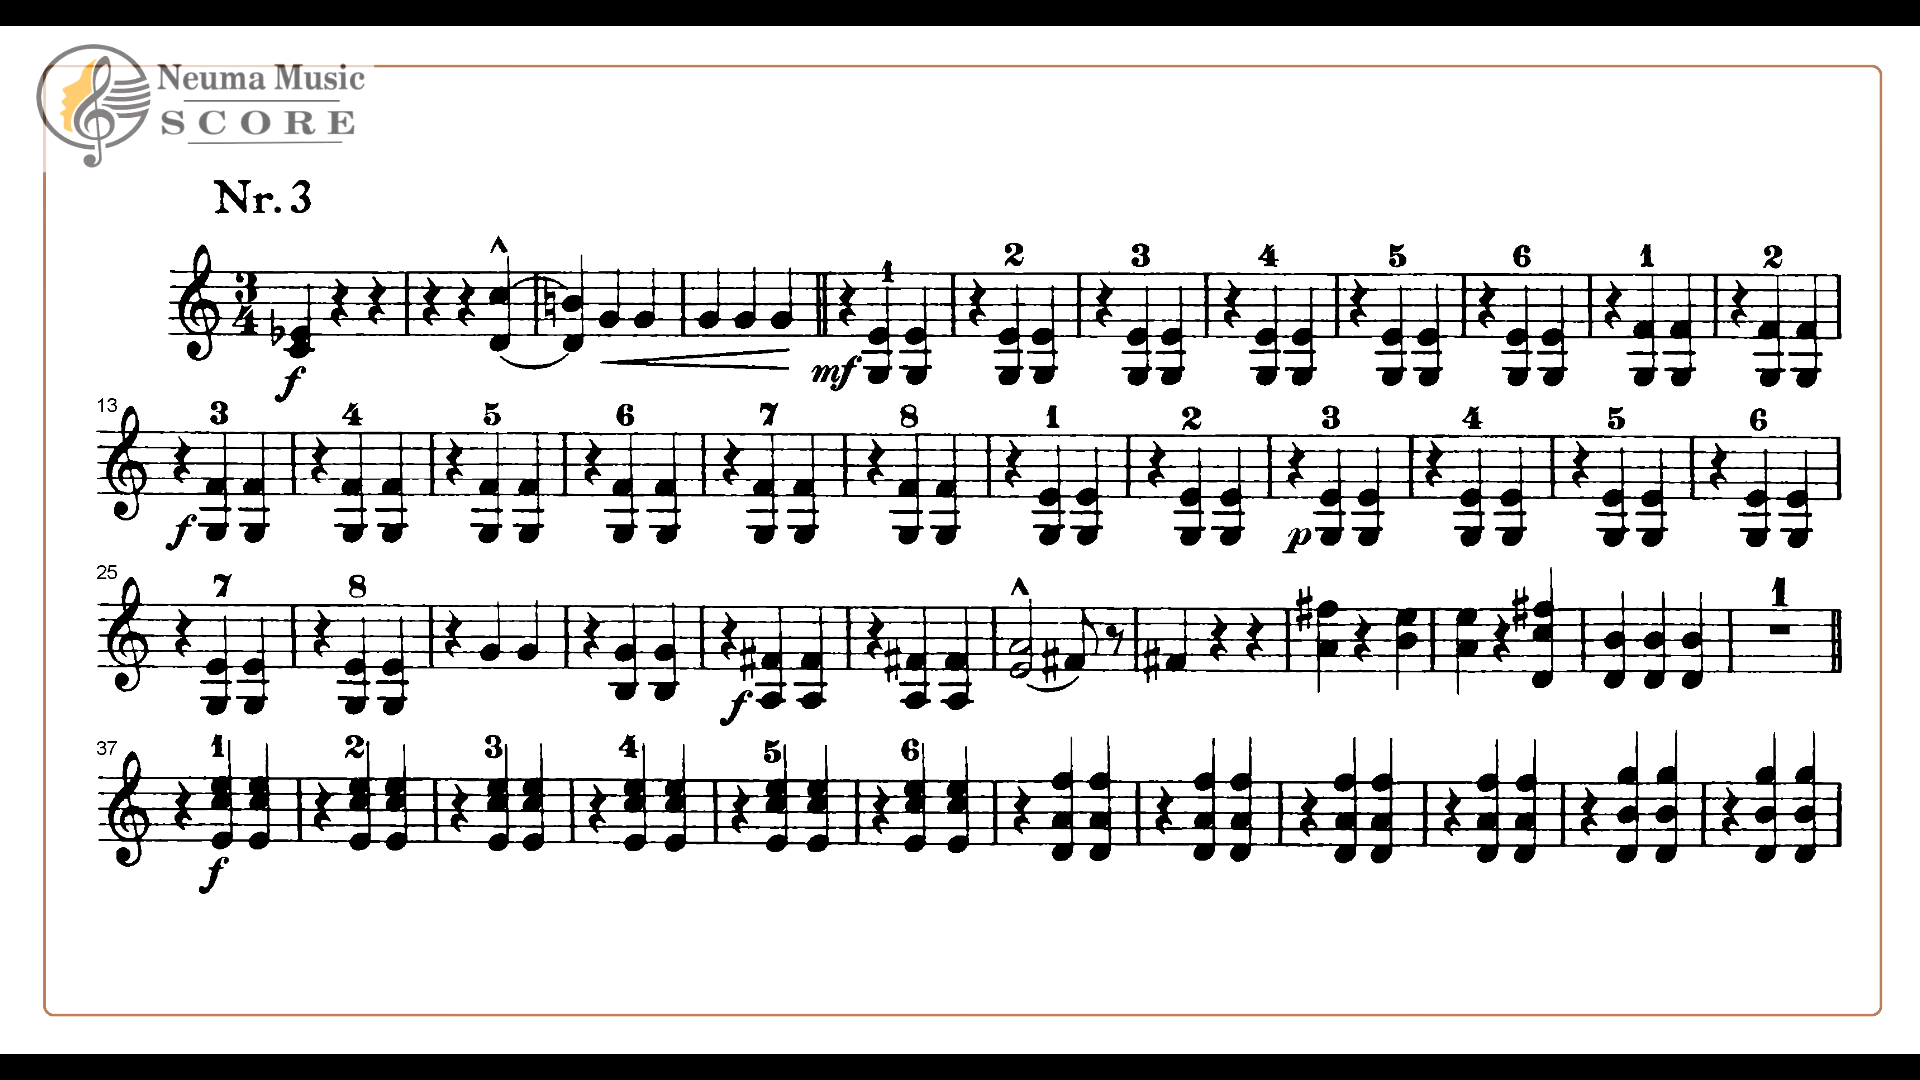 Neuma Music
SCORE
Nr. 3
3
4
1 2 3 4 5 6 1 2
f mf
13
3 4 5 6 7 8 1 2 3 4 5 6
f p
25
7 8 1
f
37
1 2 3 4 5 6
f